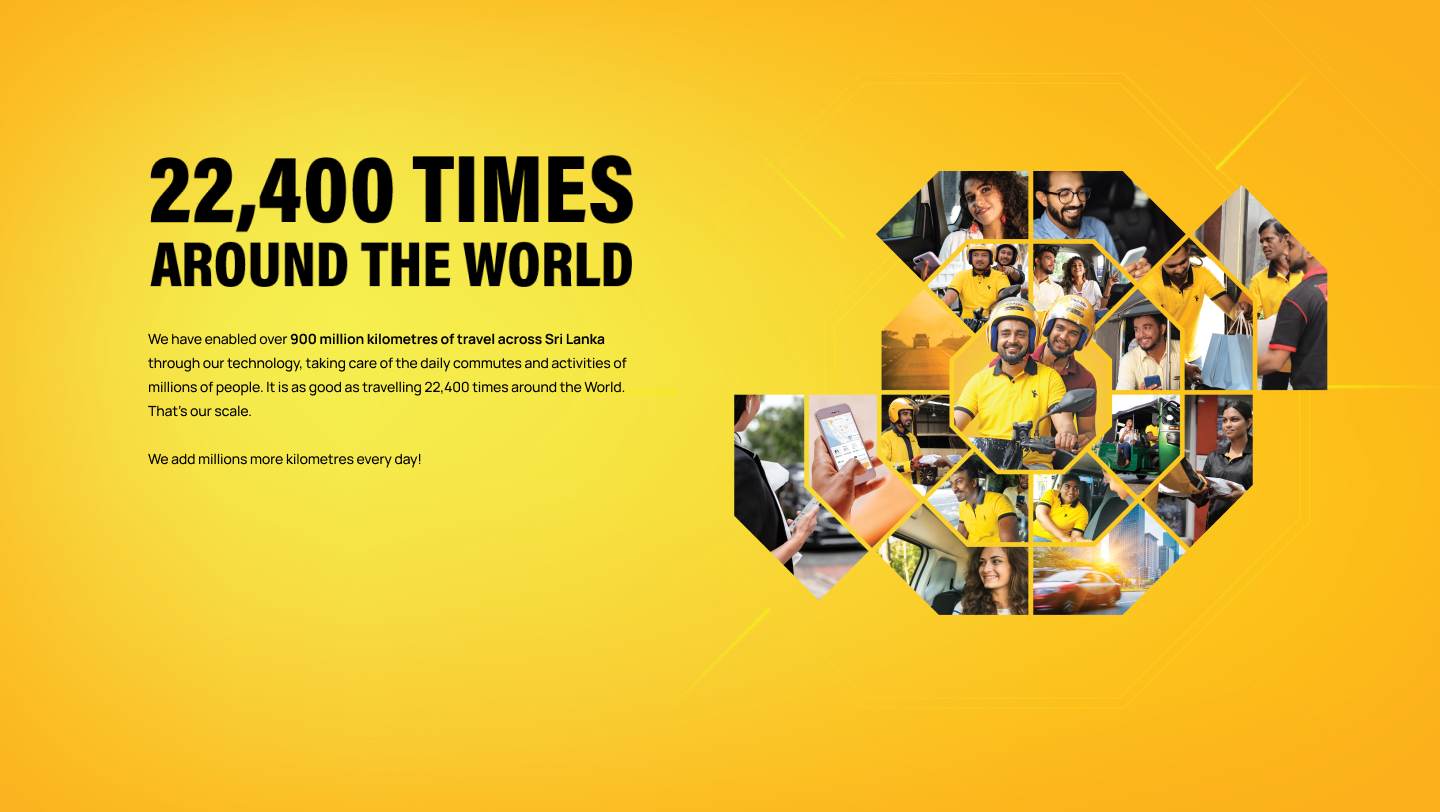 22,400 TIMES
AROUND THE WORLD
We have enabled over 900 million kilometres of travel across Sri Lanka
through our technology, taking care of the daily commutes and activities of
millions of people. It is as good as travelling 22,400 times around the World.
That's our scale.
We add millions more kilometres every day!